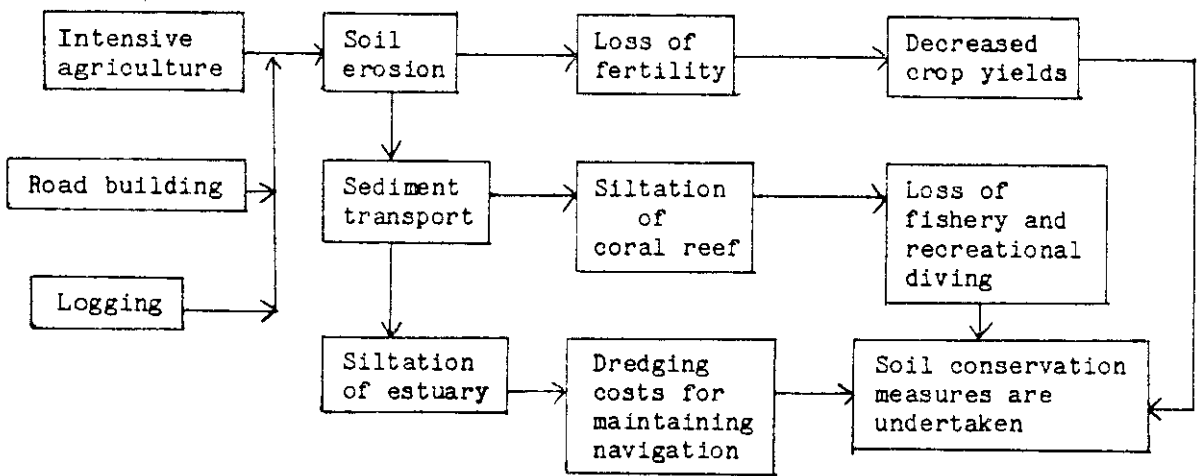 Intensive
agriculture
Soil
erosion
Loss of
fertility
Decreased
crop yields
Road building
Sediment
transport
Siltation
of
coral reef
Loss of
fishery and
recreational
diving
Logging
Siltation
of estuary
Dredging
costs for
maintaining
navigation
Soil conservation
measures are
undertaken